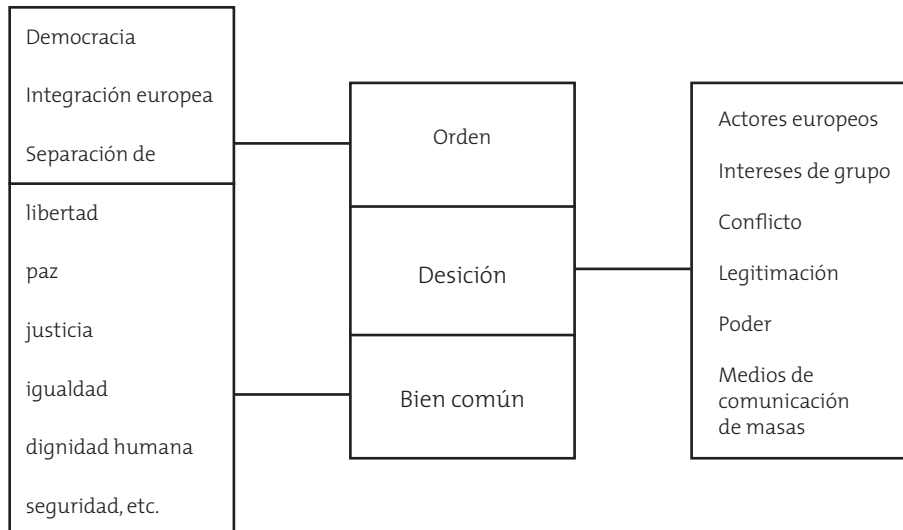 Democracia
Integración europea
Separación de
libertad
paz
justicia
igualdad
dignidad humana
seguridad, etc.
Orden
Desición
Bien común
Actores europeos
Intereses de grupo
Conflicto
Legitimación
Poder
Medios de
comunicación
de masas